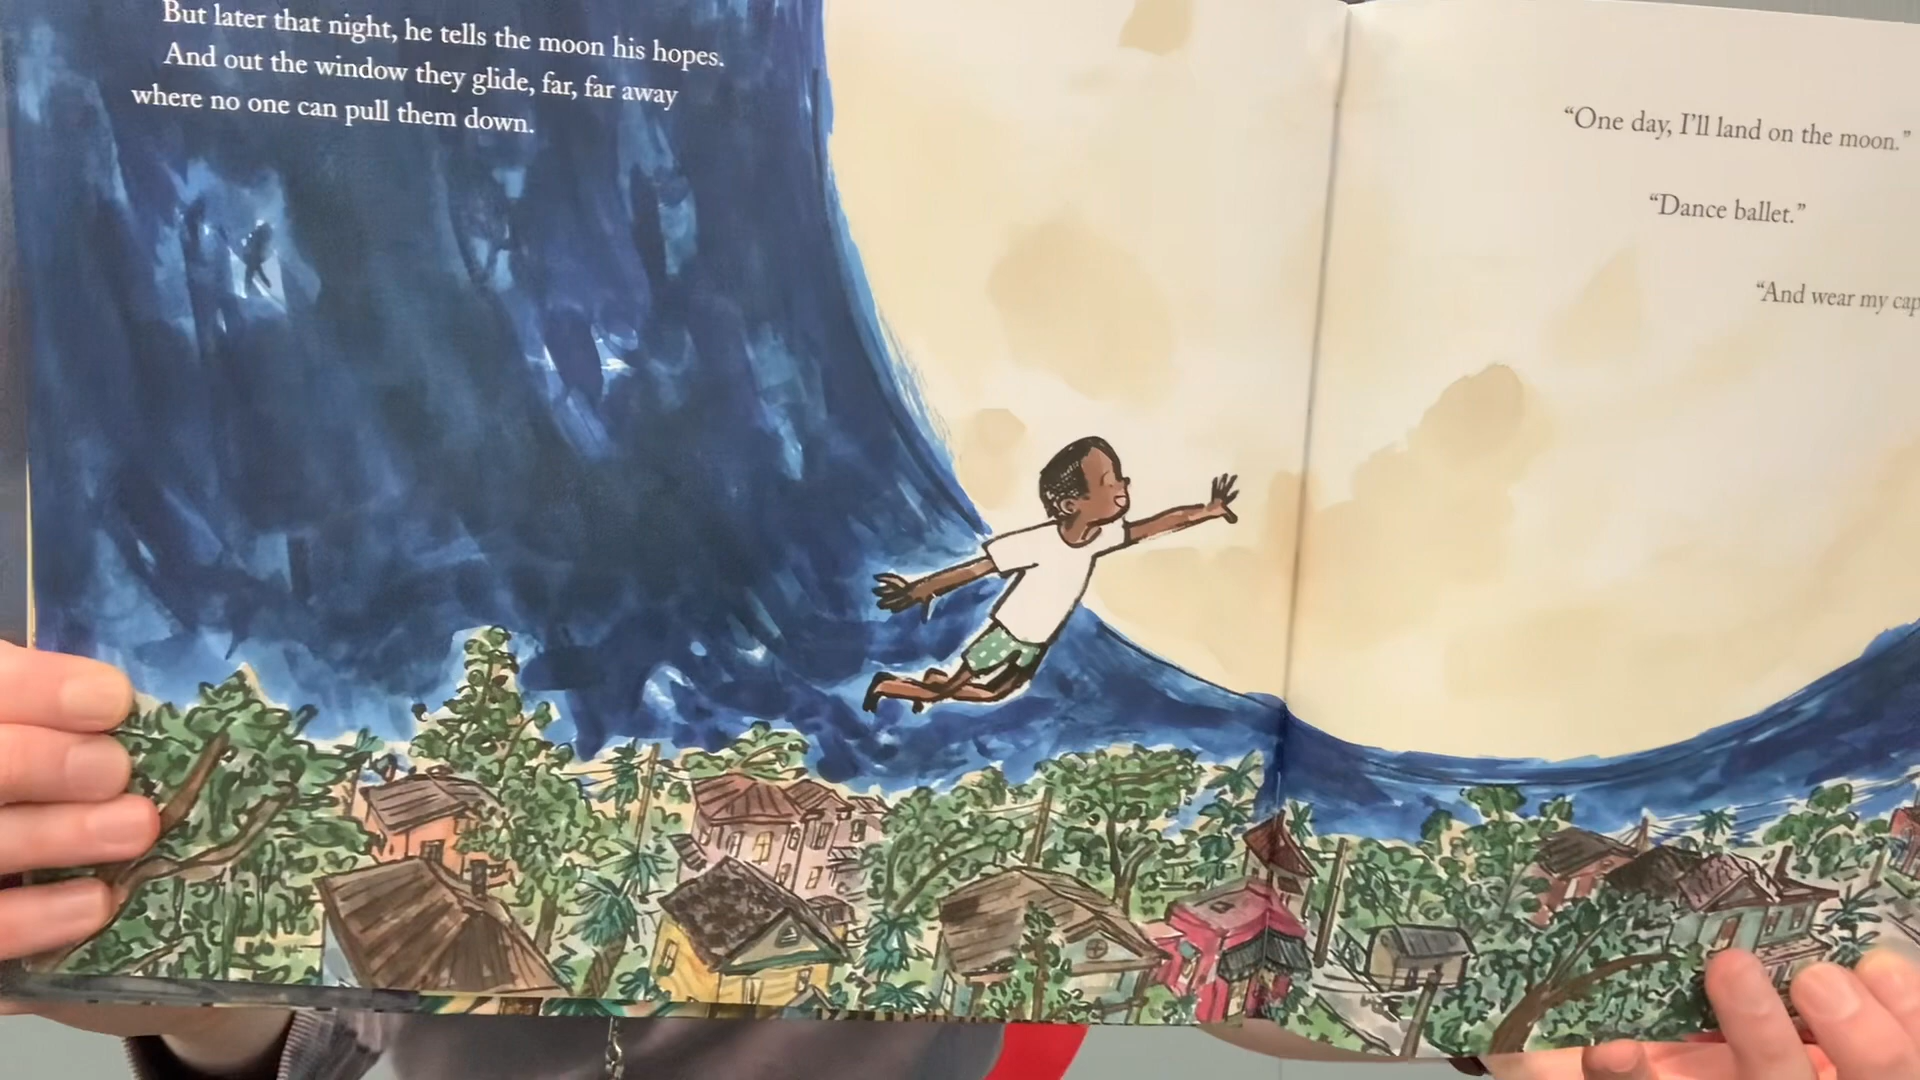 But later that night, he tells the moon his hopes.
And out the window they glide, far, far away
where no one can pull them down.
“One day, I’ll land on the moon.”
“Dance ballet.”
“And wear my cap